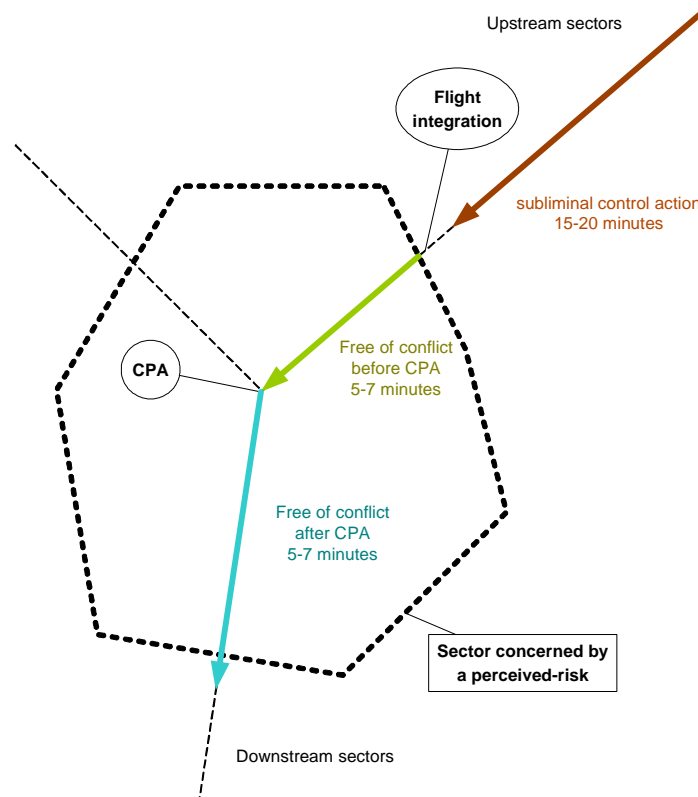 Upstream sectors
Flight
integration
subliminal control action
15-20 minutes
Free of conflict
before CPA
5-7 minutes
CPA
Free of conflict
after CPA
5-7 minutes
Sector concerned by
a perceived-risk
Downstream sectors